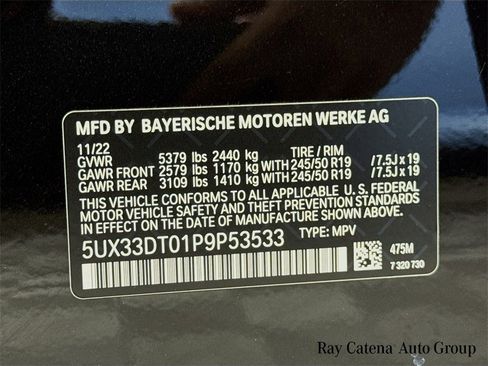 MFD BY BAYERISCHE MOTOREN WERKE AG
11/22 TIRE / RIM
GVWR 5379 lbs 2440 kg
GAWR FRONT 2579 lbs 1170 kg WITH 245/50 R19 / 7.5J x 19
GAWR REAR 3109 lbs 1410 kg WITH 245/50 R19 / 7.5J x 19
THIS VEHICLE CONFORMS TO ALL APPLICABLE U. S. FEDERAL
MOTOR VEHICLE SAFETY, BUMPER, AND THEFT PREVENTION
STANDARDS IN EFFECT ON THE DATE OF MANUFACTURE
SHOWN ABOVE.
5UX33DT01P9P53533 TYPE: MPV
475M
7 320 730
Ray Catena Auto Group